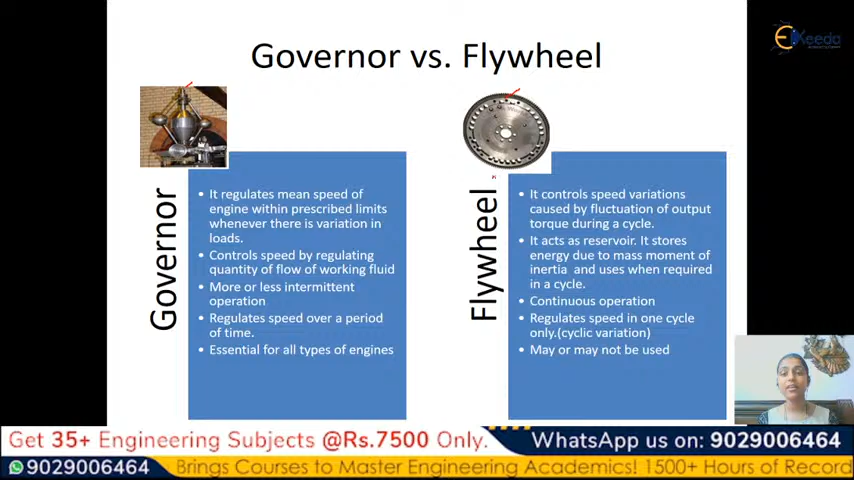 Governor vs. Flywheel
EKeeda
Governor
• It regulates mean speed of
engine within prescribed limits
whenever there is variation in
loads.
• Controls speed by regulating
quantity of flow of working fluid
• More or less intermittent
operation
• Regulates speed over a period
of time.
• Essential for all types of engines
Flywheel
• It controls speed variations
caused by fluctuation of output
torque during a cycle.
• It acts as reservoir. It stores
energy due to mass moment of
inertia and uses when required
in a cycle.
• Continuous operation
• Regulates speed in one cycle
only.(cyclic variation)
• May or may not be used
Get 35+ Engineering Subjects @Rs.7500 Only.
WhatsApp us on: 9029006464
9029006464
Brings Courses to Master Engineering Academics! 1500+ Hours of Record